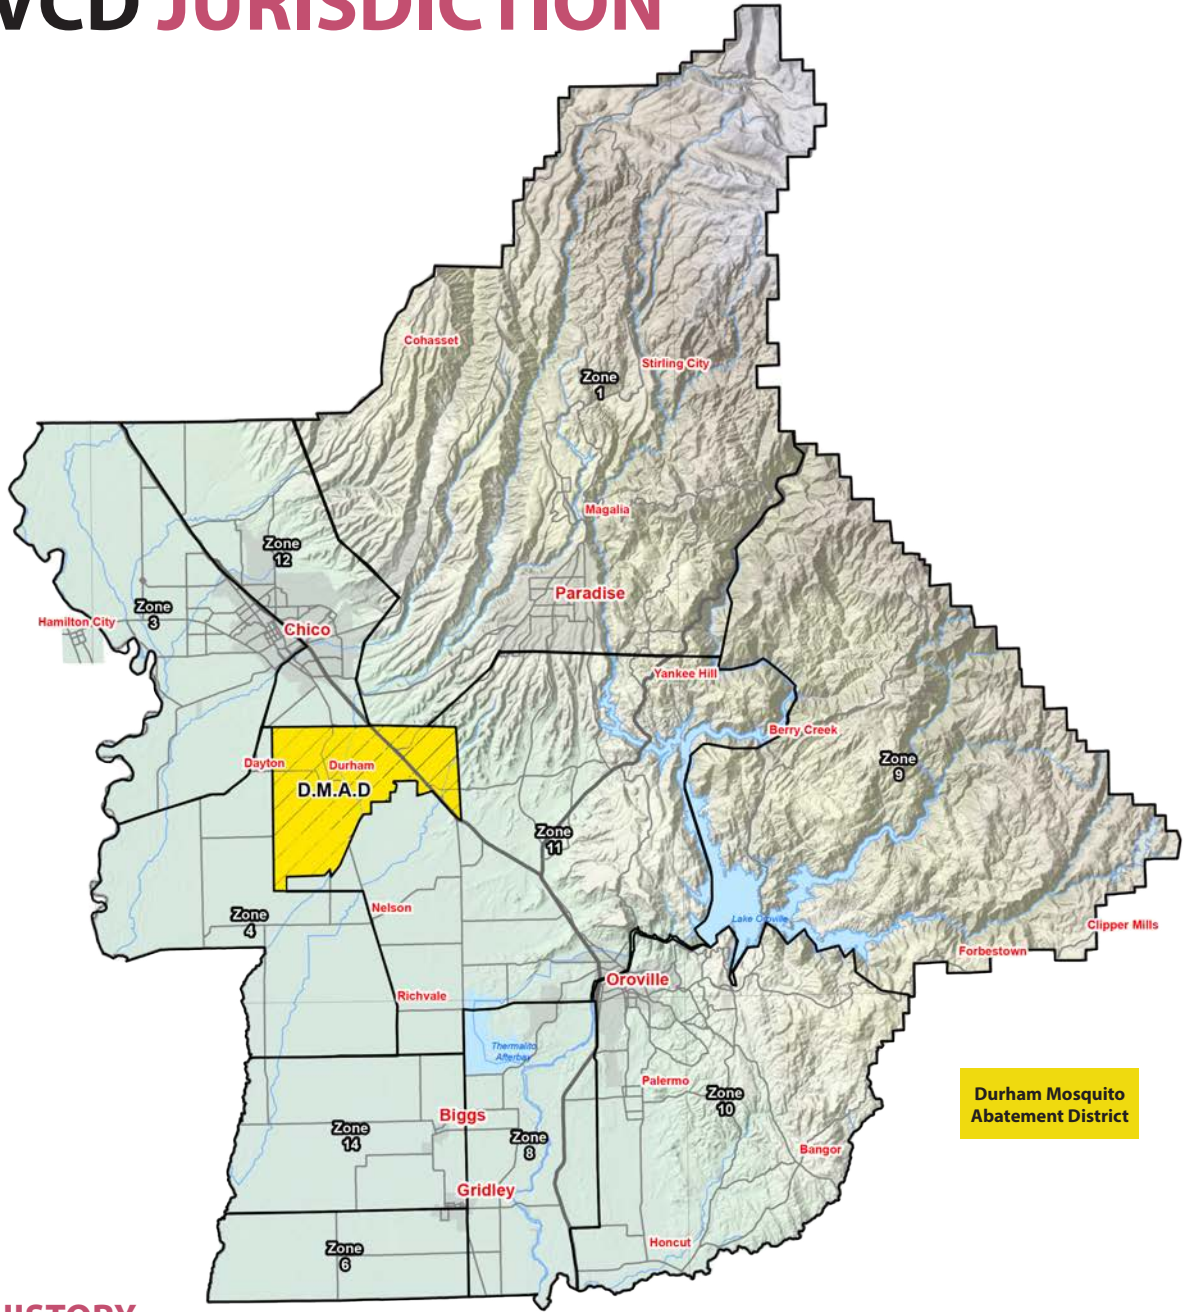 VCD JURISDICTION
Cohasset
Stirling City
Zone
1
Magalia
Zone
12
Paradise
Zone
3
Hamilton City
Chico
Yankee Hill
Berry Creek
Dayton
Durham
D.M.A.D
Zone
9
Zone
11
Nelson
Zone
4
Lake Oroville
Clipper Mills
Forbestown
Oroville
Richvale
Thermalito
Afterbay
Palermo
Zone
10
Durham Mosquito
Abatement District
Biggs
Zone
14
Zone
8
Bangor
Gridley
Honcut
Zone
6
HISTORY